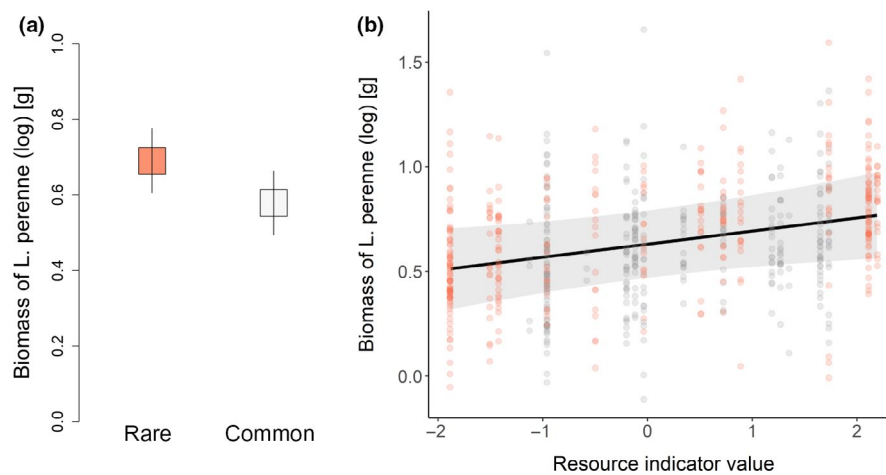 (a)
Biomass of L. perenne (log) [g]
1.0
0.8
0.6
0.4
0.2
0.0
Rare
Common
(b)
Biomass of L. perenne (log) [g]
1.5
1.0
0.5
0.0
−2
−1
0
1
2
Resource indicator value